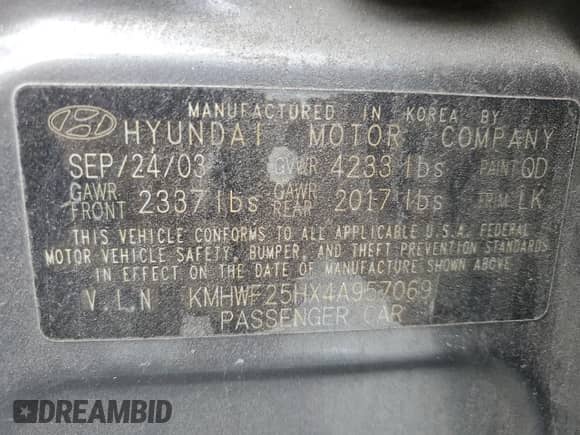 MANUFACTURED IN KOREA BY
HYUNDAI MOTOR COMPANY
SEP/24/03 GVWR 4233 lbs PAINT QD
GAWR FRONT 2337 lbs GAWR REAR 2017 lbs TRIM LK
THIS VEHICLE CONFORMS TO ALL APPLICABLE U.S.A. FEDERAL
MOTOR VEHICLE SAFETY, BUMPER, AND THEFT PREVENTION STANDARDS
IN EFFECT ON THE DATE OF MANUFACTURE SHOWN ABOVE
V.I.N KMHWF25HX4A957069
PASSENGER CAR
DREAMBID